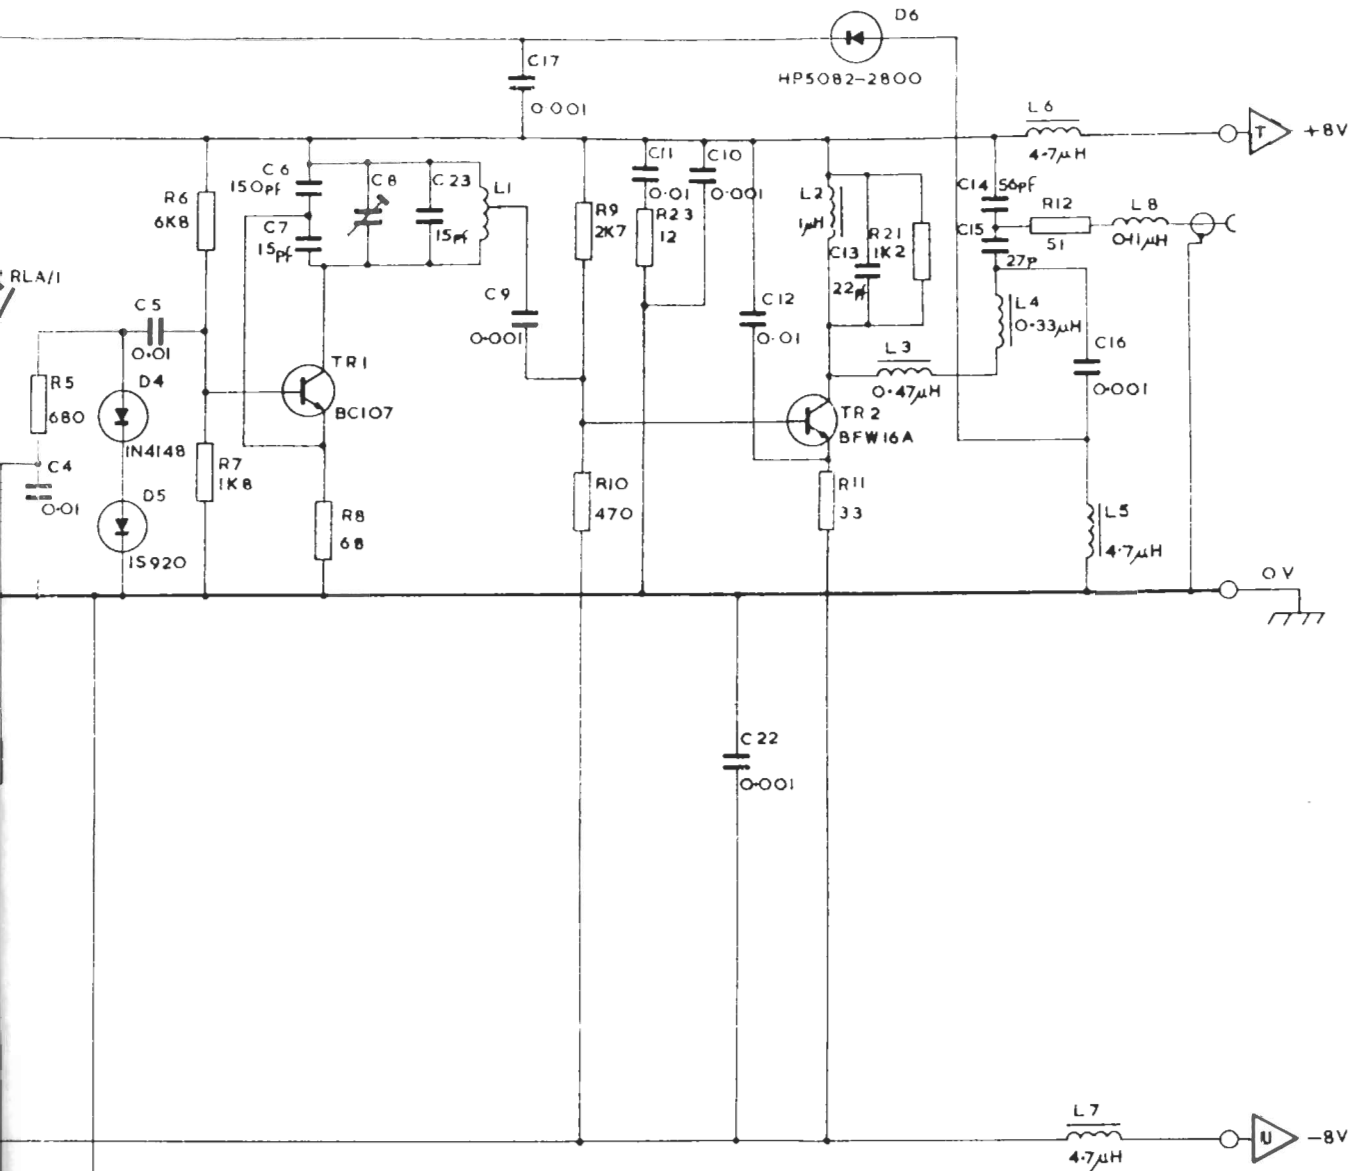 D6
C17
HP5082-2800
0·001
L6
T
+8V
4·7µH
C6
150pf
C8
C23
L1
C11
C10
0·01
0·001
L2
1µH
C14
56pf
R12
L8
R6
6K8
C7
15pf
15pf
R9
2K7
R23
12
C13
R21
1K2
22pf
C15
51
0·11µH
27p
RLA/1
C5
0·01
C9
0·001
C12
0·01
L4
0·33µH
L3
0·47µH
C16
0·001
R5
680
D4
TR1
BC107
TR2
BFW16A
1N4148
C4
0·01
R7
1K8
D5
R10
470
R11
33
R8
68
L5
4·7µH
1S920
0V
C22
0·001
L7
4·7µH
U
-8V